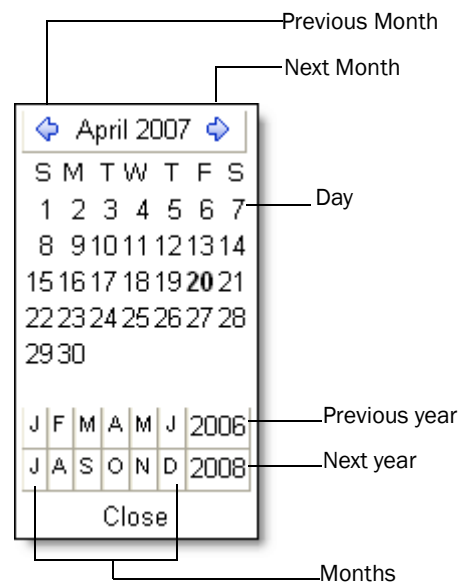 Previous Month
Next Month
April 2007
S M T W T F S
1 2 3 4 5 6 7
Day
8 9 10 11 12 13 14
15 16 17 18 19 20 21
22 23 24 25 26 27 28
29 30
J F M A M J 2006
Previous year
J A S O N D 2008
Next year
Close
Months